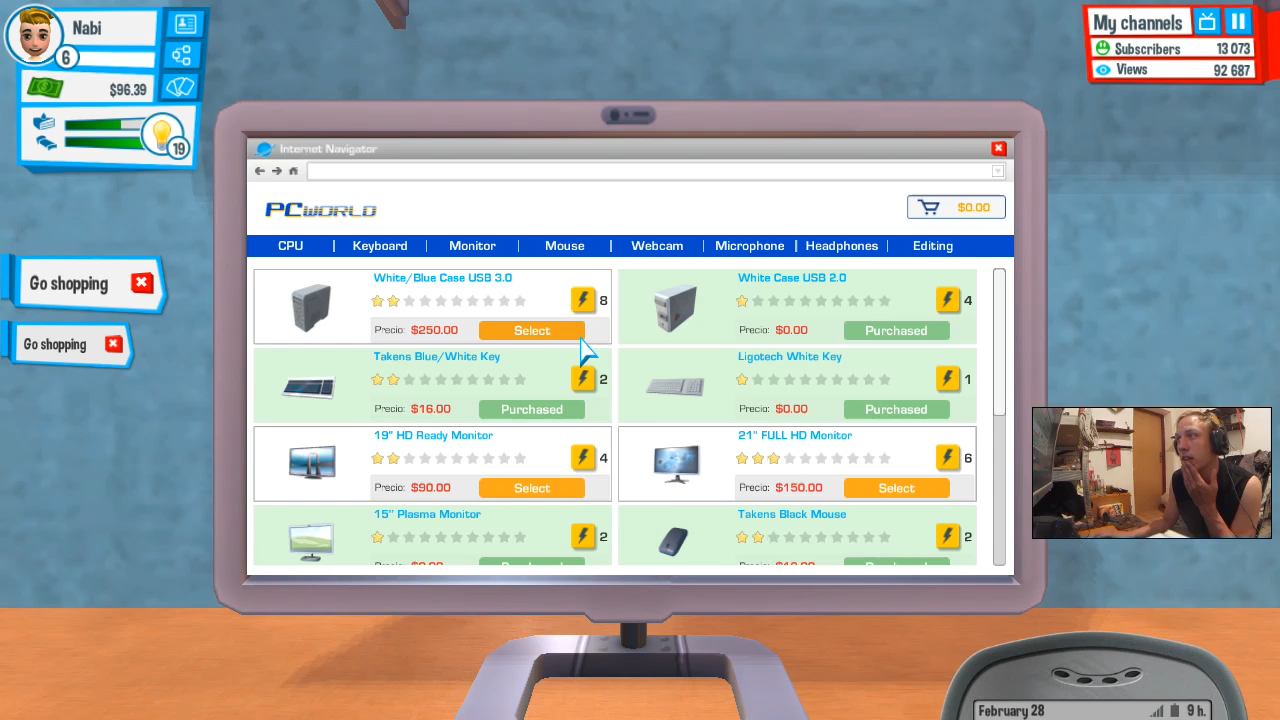 Nabi
6
$96.39
19
My channels
Subscribers 13 073
Views 92 687
Go shopping
Go shopping
Internet Navigator
PCWORLD
$0.00
CPU | Keyboard | Monitor | Mouse | Webcam | Microphone | Headphones | Editing
White/Blue Case USB 3.0
8
Precio: $250.00 Select
White Case USB 2.0
4
Precio: $0.00 Purchased
Takens Blue/White Key
2
Precio: $16.00 Purchased
Ligotech White Key
1
Precio: $0.00 Purchased
19" HD Ready Monitor
4
Precio: $90.00 Select
21" FULL HD Monitor
6
Precio: $150.00 Select
15" Plasma Monitor
2
Takens Black Mouse
2
February 28 9 h.